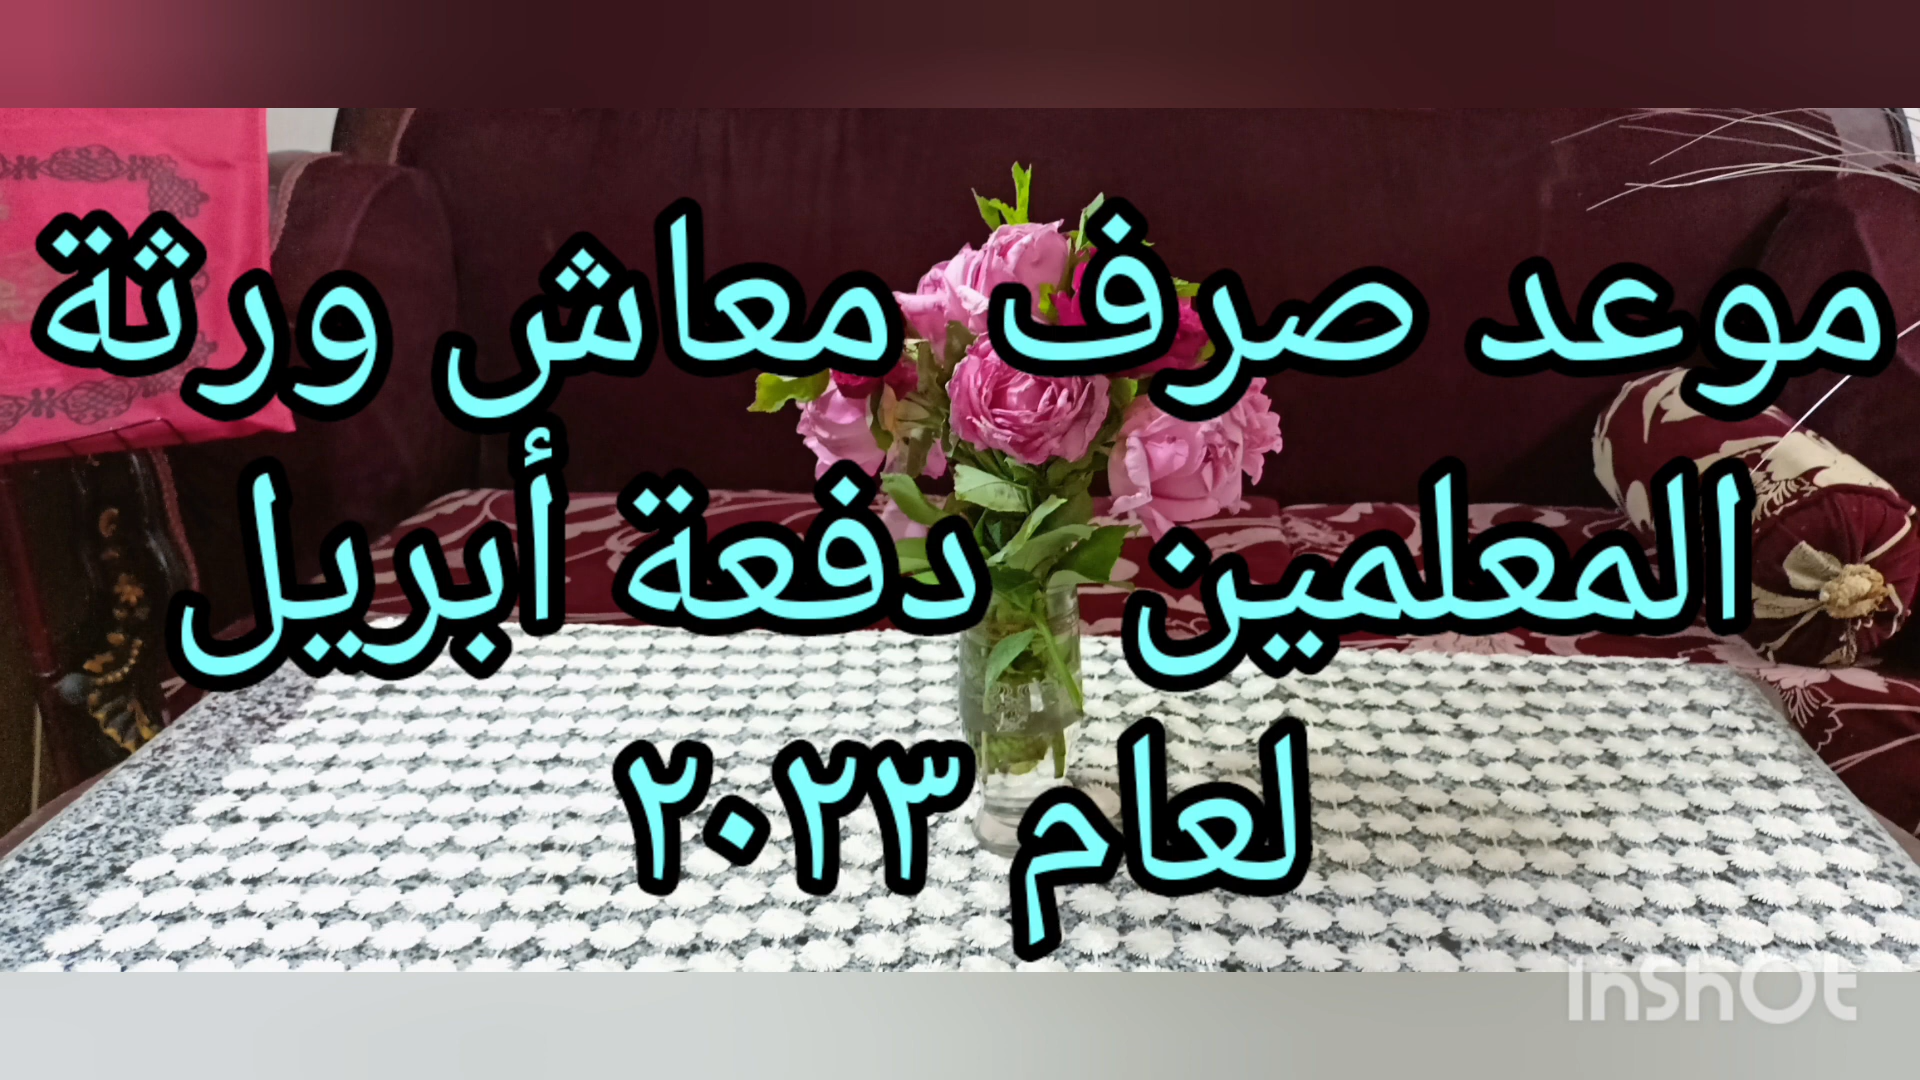 موعد صرف معاش ورثة
المعلمين دفعة أبريل
لعام ٢٠٢٣
InShOt